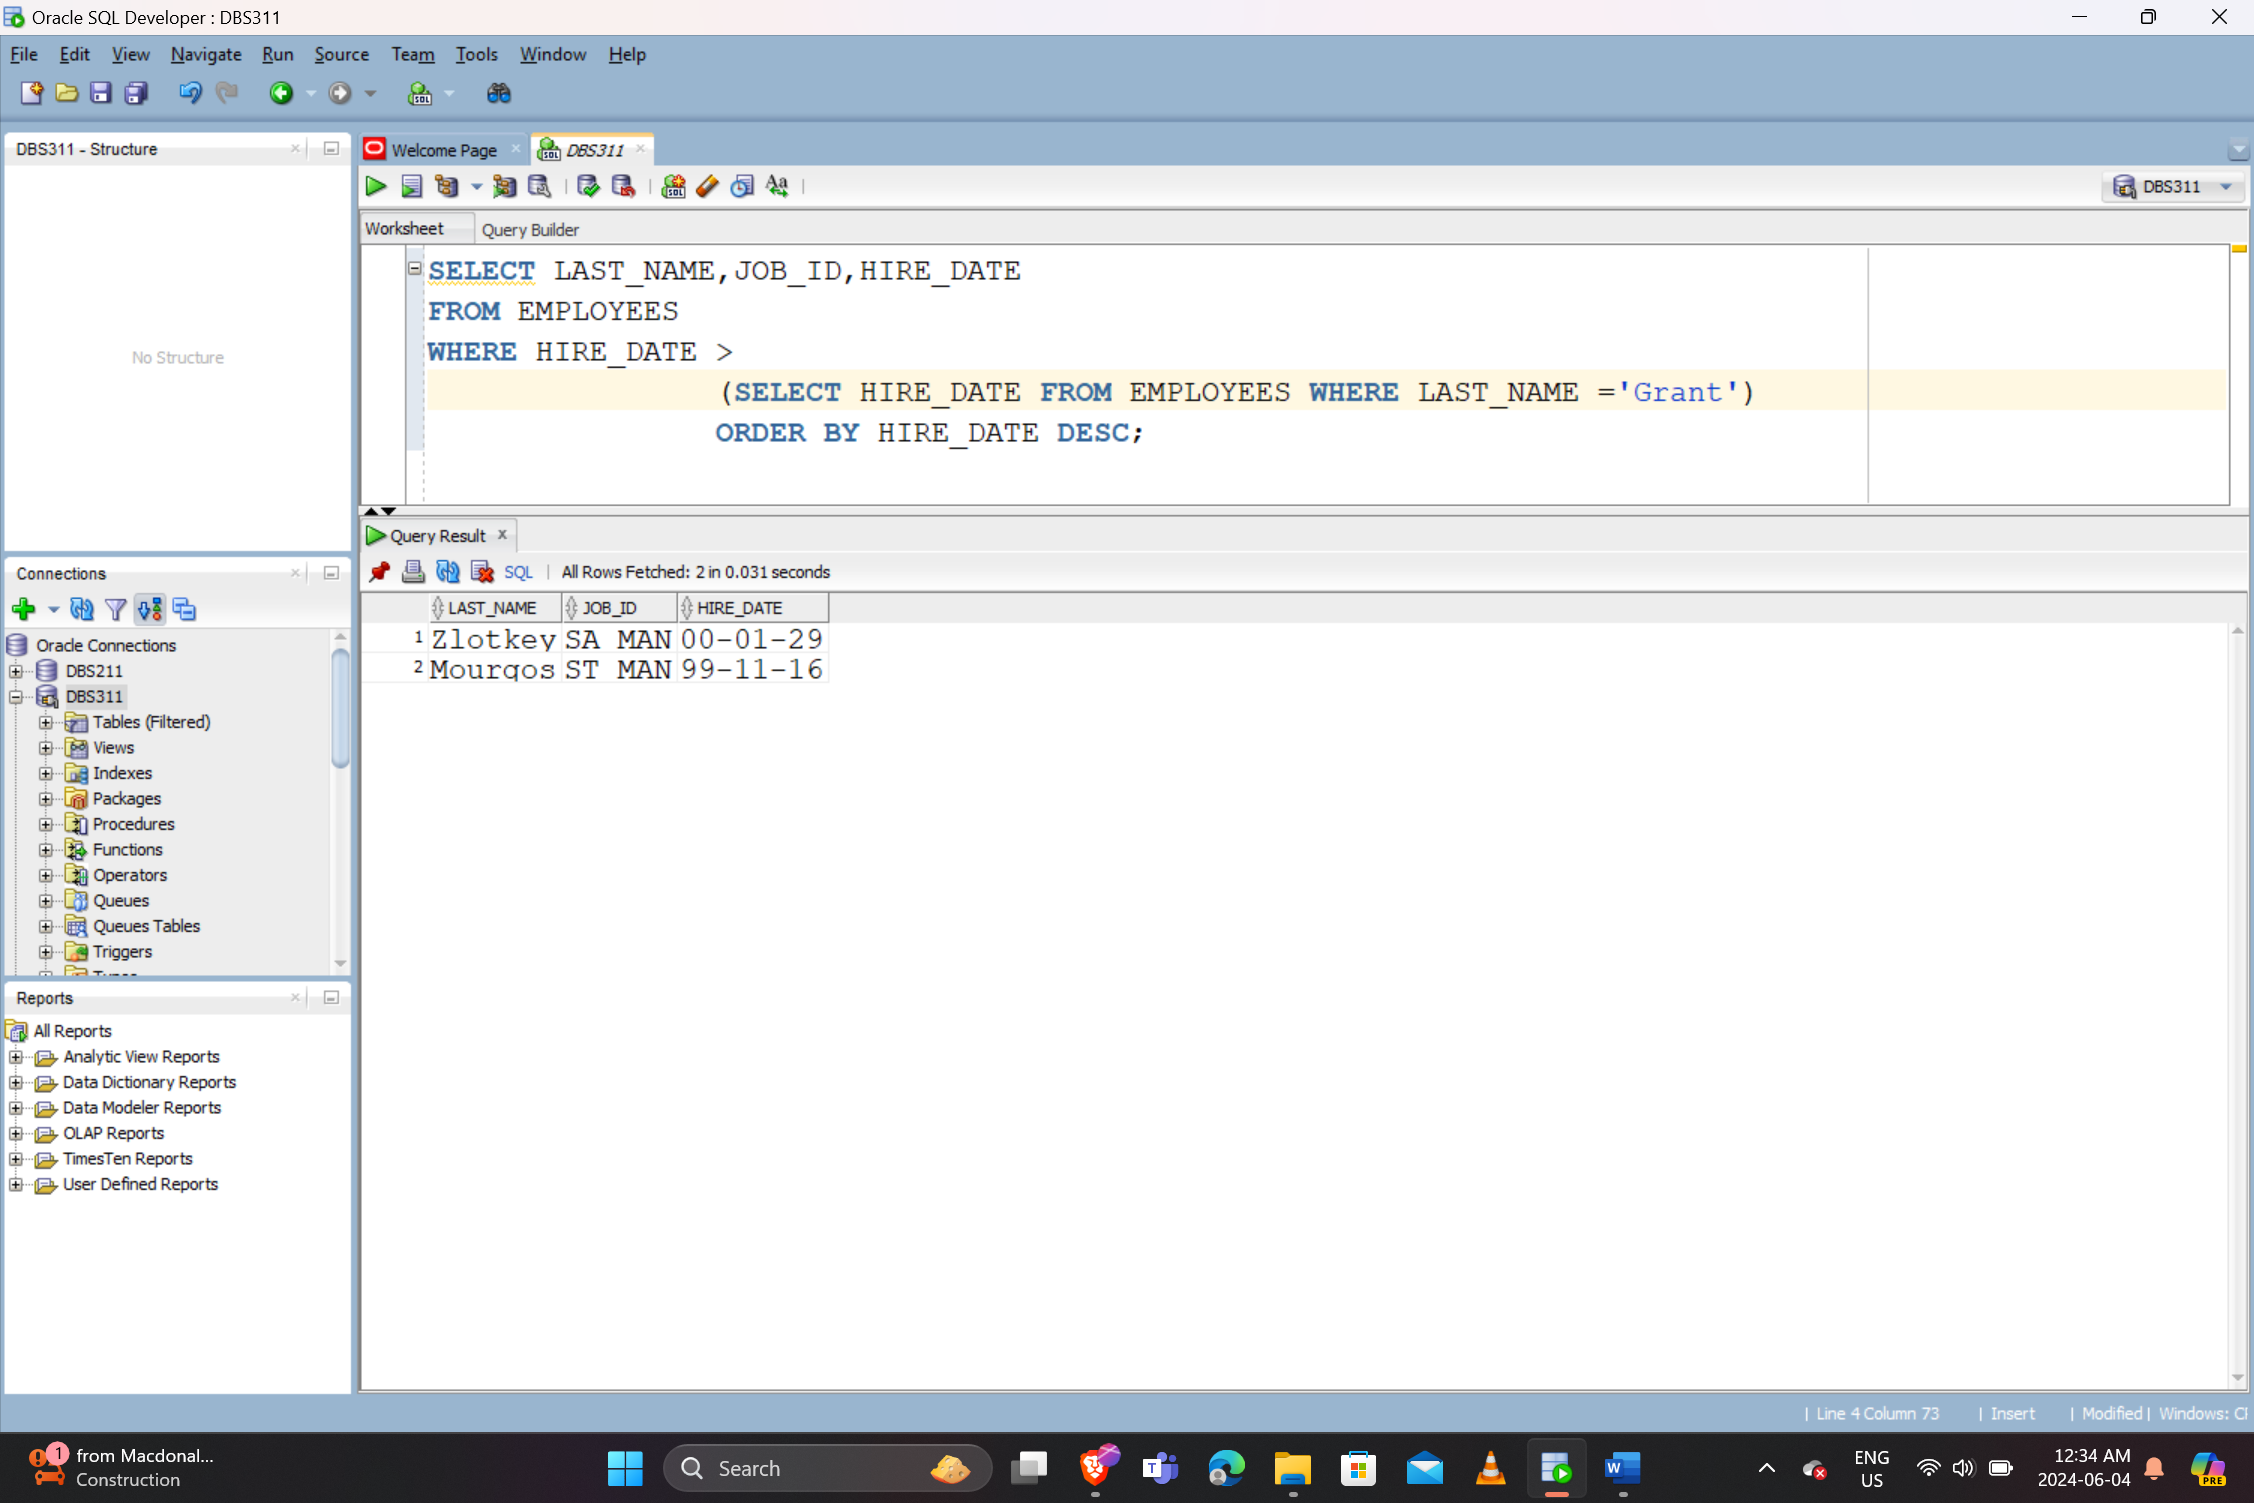 Oracle SQL Developer : DBS311
File Edit View Navigate Run Source Team Tools Window Help
DBS311 - Structure
No Structure
Welcome Page
DBS311
DBS311
Worksheet
Query Builder
SELECT LAST_NAME,JOB_ID,HIRE_DATE
FROM EMPLOYEES
WHERE HIRE_DATE >
(SELECT HIRE_DATE FROM EMPLOYEES WHERE LAST_NAME ='Grant')
ORDER BY HIRE_DATE DESC;
Query Result
SQL | All Rows Fetched: 2 in 0.031 seconds
LAST_NAME JOB_ID HIRE_DATE
1 Zlotkey SA_MAN 00-01-29
2 Mourgos ST_MAN 99-11-16
Connections
Oracle Connections
DBS211
DBS311
Tables (Filtered)
Views
Indexes
Packages
Procedures
Functions
Operators
Queues
Queues Tables
Triggers
Reports
All Reports
Analytic View Reports
Data Dictionary Reports
Data Modeler Reports
OLAP Reports
TimesTen Reports
User Defined Reports
| Line 4 Column 73 | Insert | Modified | Windows:
1
from Macdonal...
Construction
Search
ENG
US
12:34 AM
2024-06-04
PRE